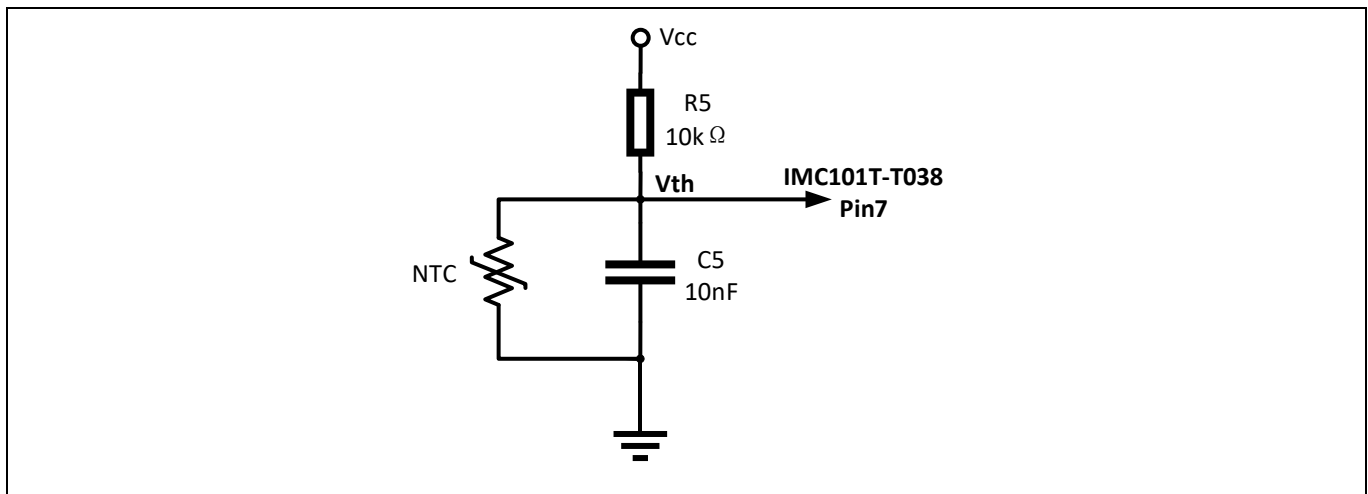 Vcc
R5
10k Ω
Vth
IMC101T-T038
Pin7
NTC
C5
10nF